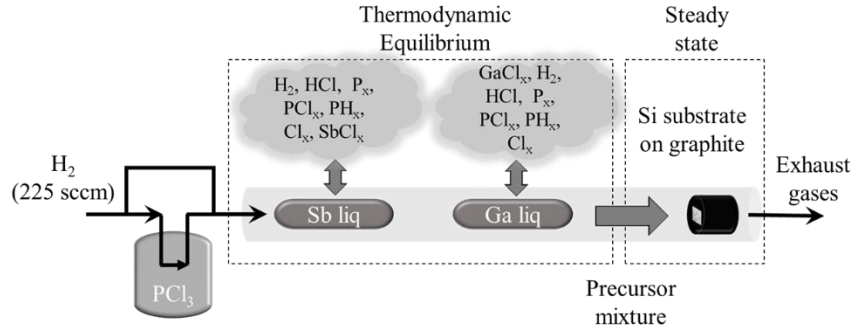 Thermodynamic
Equilibrium
Steady
state
H₂, HCl, Pₓ,
PClₓ, PHₓ,
Clₓ, SbClₓ
GaClₓ, H₂,
HCl, Pₓ,
PClₓ, PHₓ,
Clₓ
Si substrate
on graphite
H₂
(225 sccm)
Exhaust
gases
Sb liq
Ga liq
PCl₃
Precursor
mixture